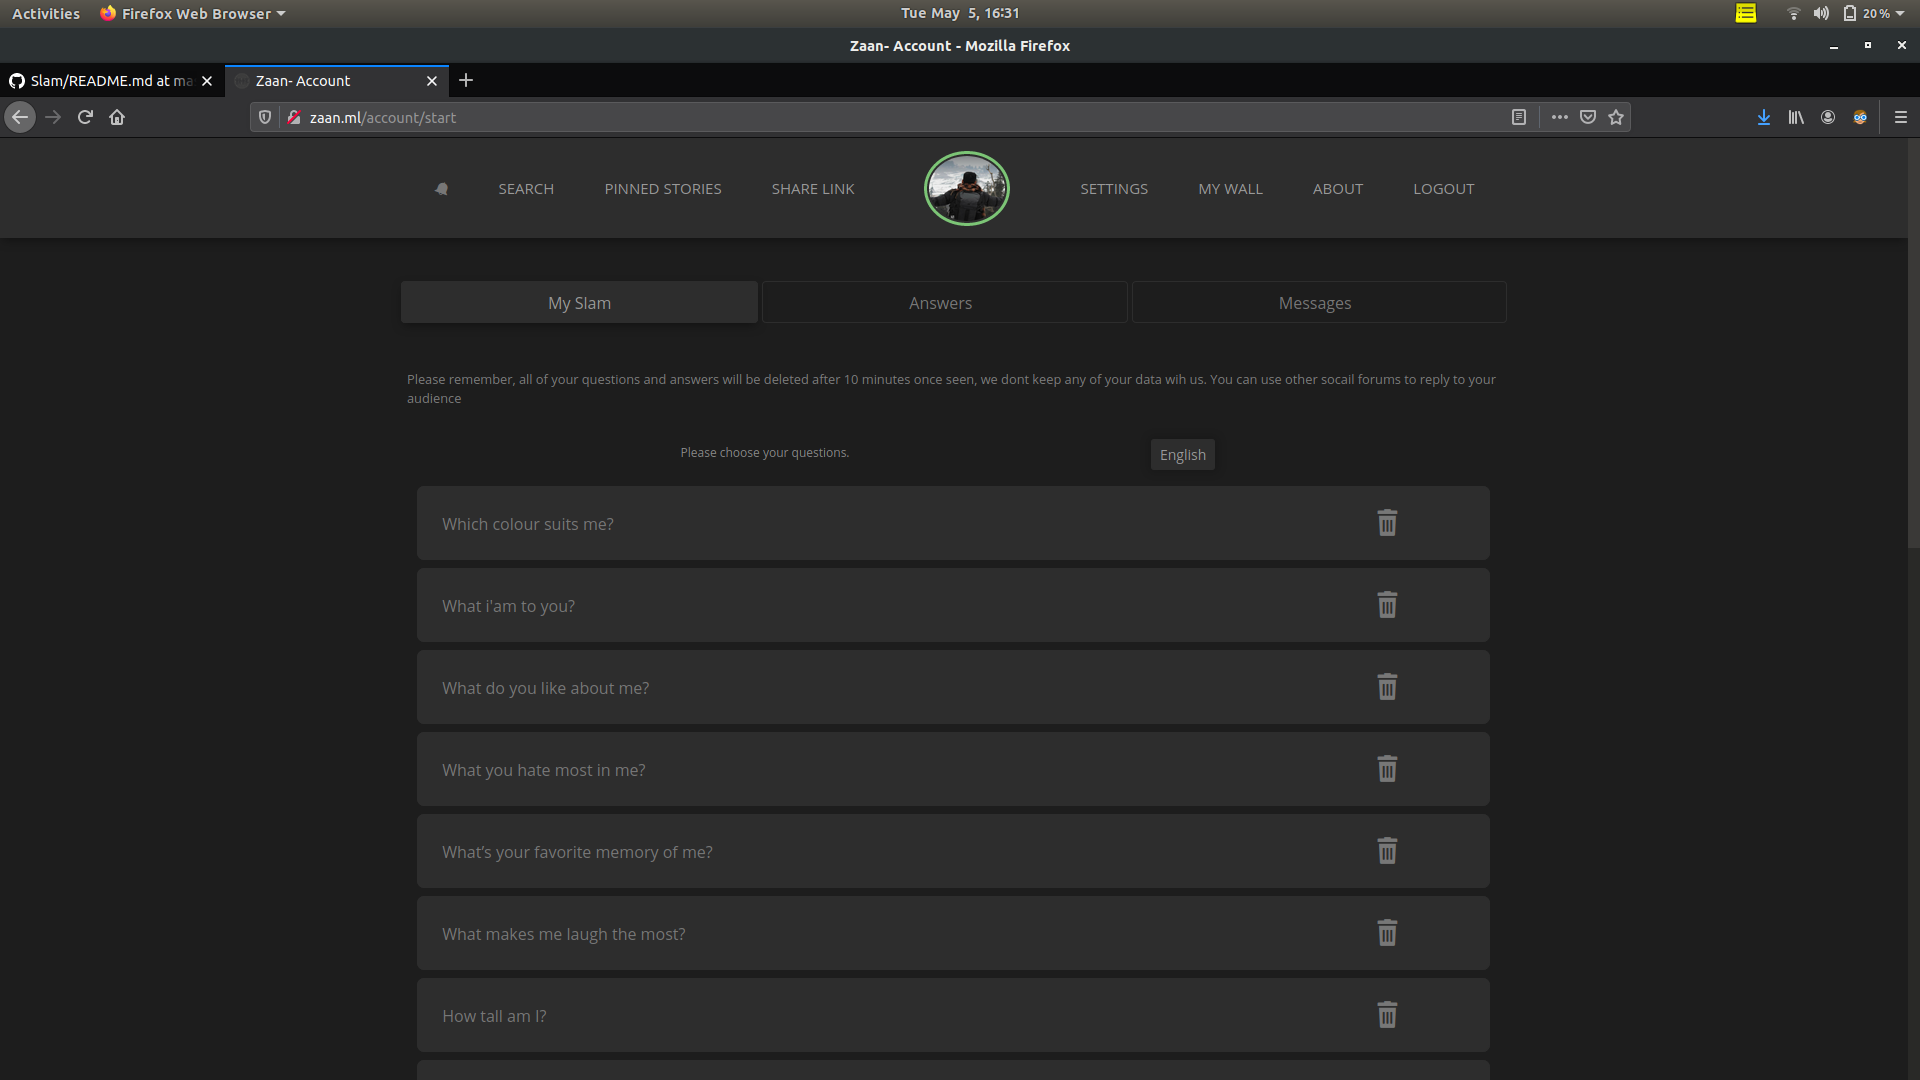 Activities Firefox Web Browser Tue May 5, 16:31 20 %
Zaan- Account - Mozilla Firefox
Slam/README.md at ma Zaan- Account
zaan.ml/account/start
SEARCH PINNED STORIES SHARE LINK SETTINGS MY WALL ABOUT LOGOUT
My Slam Answers Messages
Please remember, all of your questions and answers will be deleted after 10 minutes once seen, we dont keep any of your data wih us. You can use other socail forums to reply to your
audience
Please choose your questions. English
Which colour suits me?
What i'am to you?
What do you like about me?
What you hate most in me?
What’s your favorite memory of me?
What makes me laugh the most?
How tall am I?